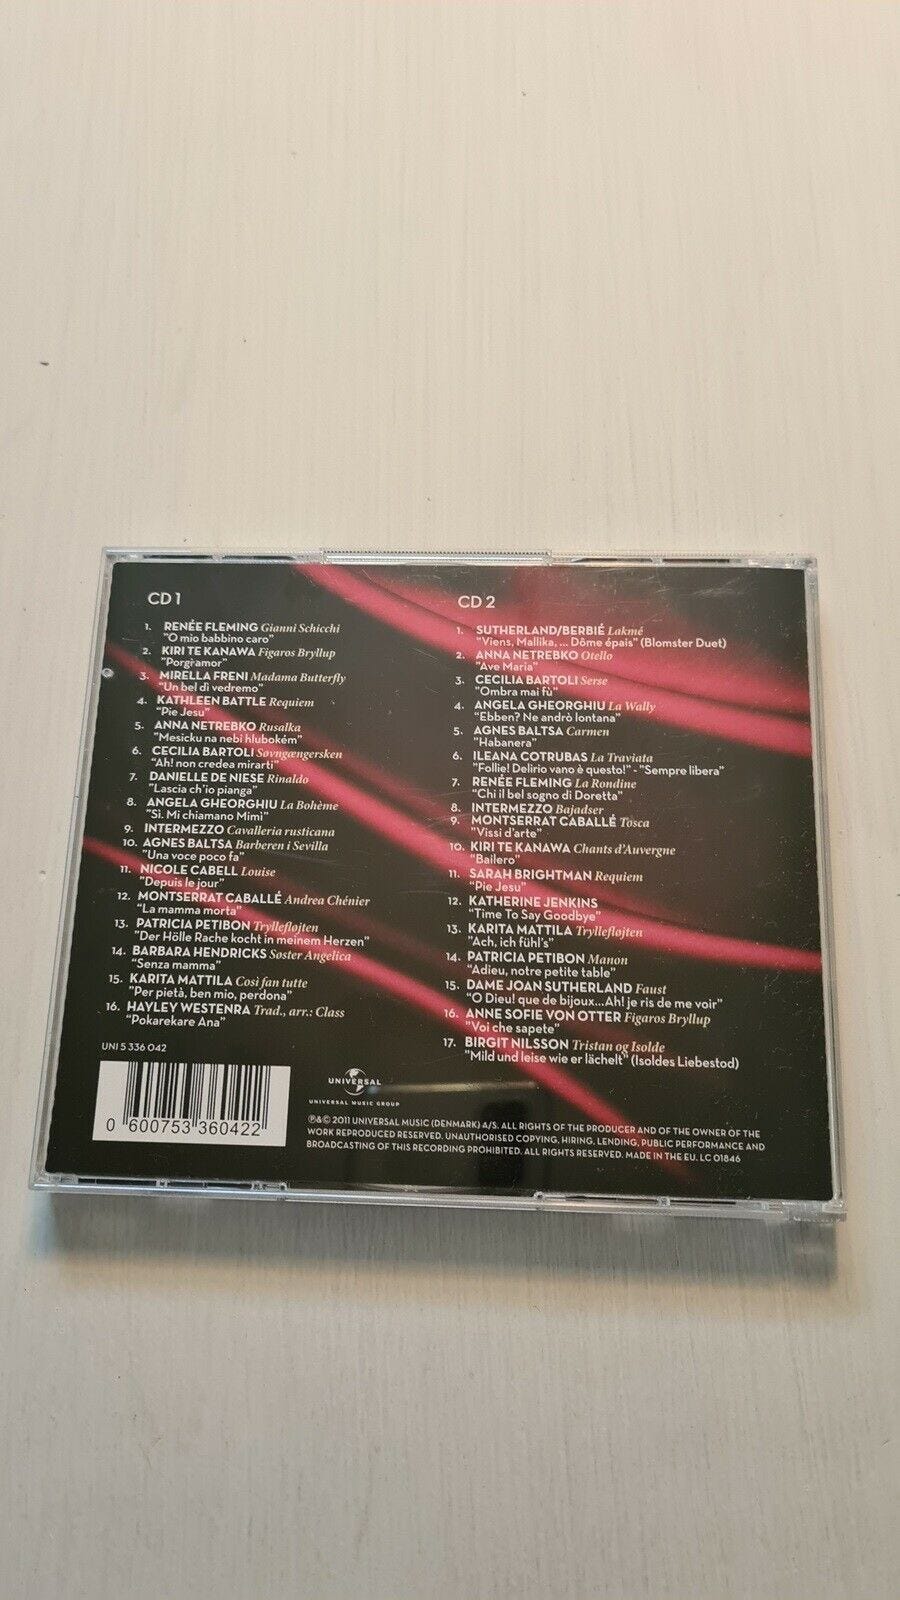 CD 1
1. RENÉE FLEMING Gianni Schicchi
"O mio babbino caro"
2. KIRI TE KANAWA Figaros Bryllup
"Porgi amor"
3. MIRELLA FRENI Madama Butterfly
"Un bel dì vedremo"
4. KATHLEEN BATTLE Requiem
"Pie Jesu"
5. ANNA NETREBKO Rusalka
"Mesicku na nebi hlubokém"
6. CECILIA BARTOLI Søvngængersken
"Ah! non credea mirarti"
7. DANIELLE DE NIESE Rinaldo
"Lascia ch'io pianga"
8. ANGELA GHEORGHIU La Bohème
"Sì. Mi chiamano Mimì"
9. INTERMEZZO Cavalleria rusticana
10. AGNES BALTSA Barberen i Sevilla
"Una voce poco fa"
11. NICOLE CABELL Louise
"Depuis le jour"
12. MONTSERRAT CABALLÉ Andrea Chénier
"La mamma morta"
13. PATRICIA PETIBON Tryllefløjten
"Der Hölle Rache kocht in meinem Herzen"
14. BARBARA HENDRICKS Søster Angelica
"Senza mamma"
15. KARITA MATTILA Così fan tutte
"Per pietà, ben mio, perdona"
16. HAYLEY WESTENRA Trad., arr.: Class
"Pokarekare Ana"
UNI 5 336 042
0 600753 360422
CD 2
1. SUTHERLAND/BERBIÉ Lakmé
"Viens, Mallika, ... Dôme épais" (Blomster Duet)
2. ANNA NETREBKO Otello
"Ave Maria"
3. CECILIA BARTOLI Serse
"Ombra mai fù"
4. ANGELA GHEORGHIU La Wally
"Ebben? Ne andrò lontana"
5. AGNES BALTSA Carmen
"Habanera"
6. ILEANA COTRUBAS La Traviata
"Follie! Delirio vano è questo!" - "Sempre libera"
7. RENÉE FLEMING La Rondine
"Chi il bel sogno di Doretta"
8. INTERMEZZO Bajadser
9. MONTSERRAT CABALLÉ Tosca
"Vissi d'arte"
10. KIRI TE KANAWA Chants d'Auvergne
"Bailero"
11. SARAH BRIGHTMAN Requiem
"Pie Jesu"
12. KATHERINE JENKINS
"Time To Say Goodbye"
13. KARITA MATTILA Tryllefløjten
"Ach, ich fühl's"
14. PATRICIA PETIBON Manon
"Adieu, notre petite table"
15. DAME JOAN SUTHERLAND Faust
"O Dieu! que de bijoux...Ah! je ris de me voir"
16. ANNE SOFIE VON OTTER Figaros Bryllup
"Voi che sapete"
17. BIRGIT NILSSON Tristan og Isolde
"Mild und leise wie er lächelt" (Isoldes Liebestod)
UNIVERSAL
UNIVERSAL MUSIC GROUP
℗&© 2011 UNIVERSAL MUSIC (DENMARK) A/S. ALL RIGHTS OF THE PRODUCER AND OF THE OWNER OF THE
WORK REPRODUCED RESERVED. UNAUTHORISED COPYING, HIRING, LENDING, PUBLIC PERFORMANCE AND
BROADCASTING OF THIS RECORDING PROHIBITED. ALL RIGHTS RESERVED. MADE IN THE EU. LC 01846